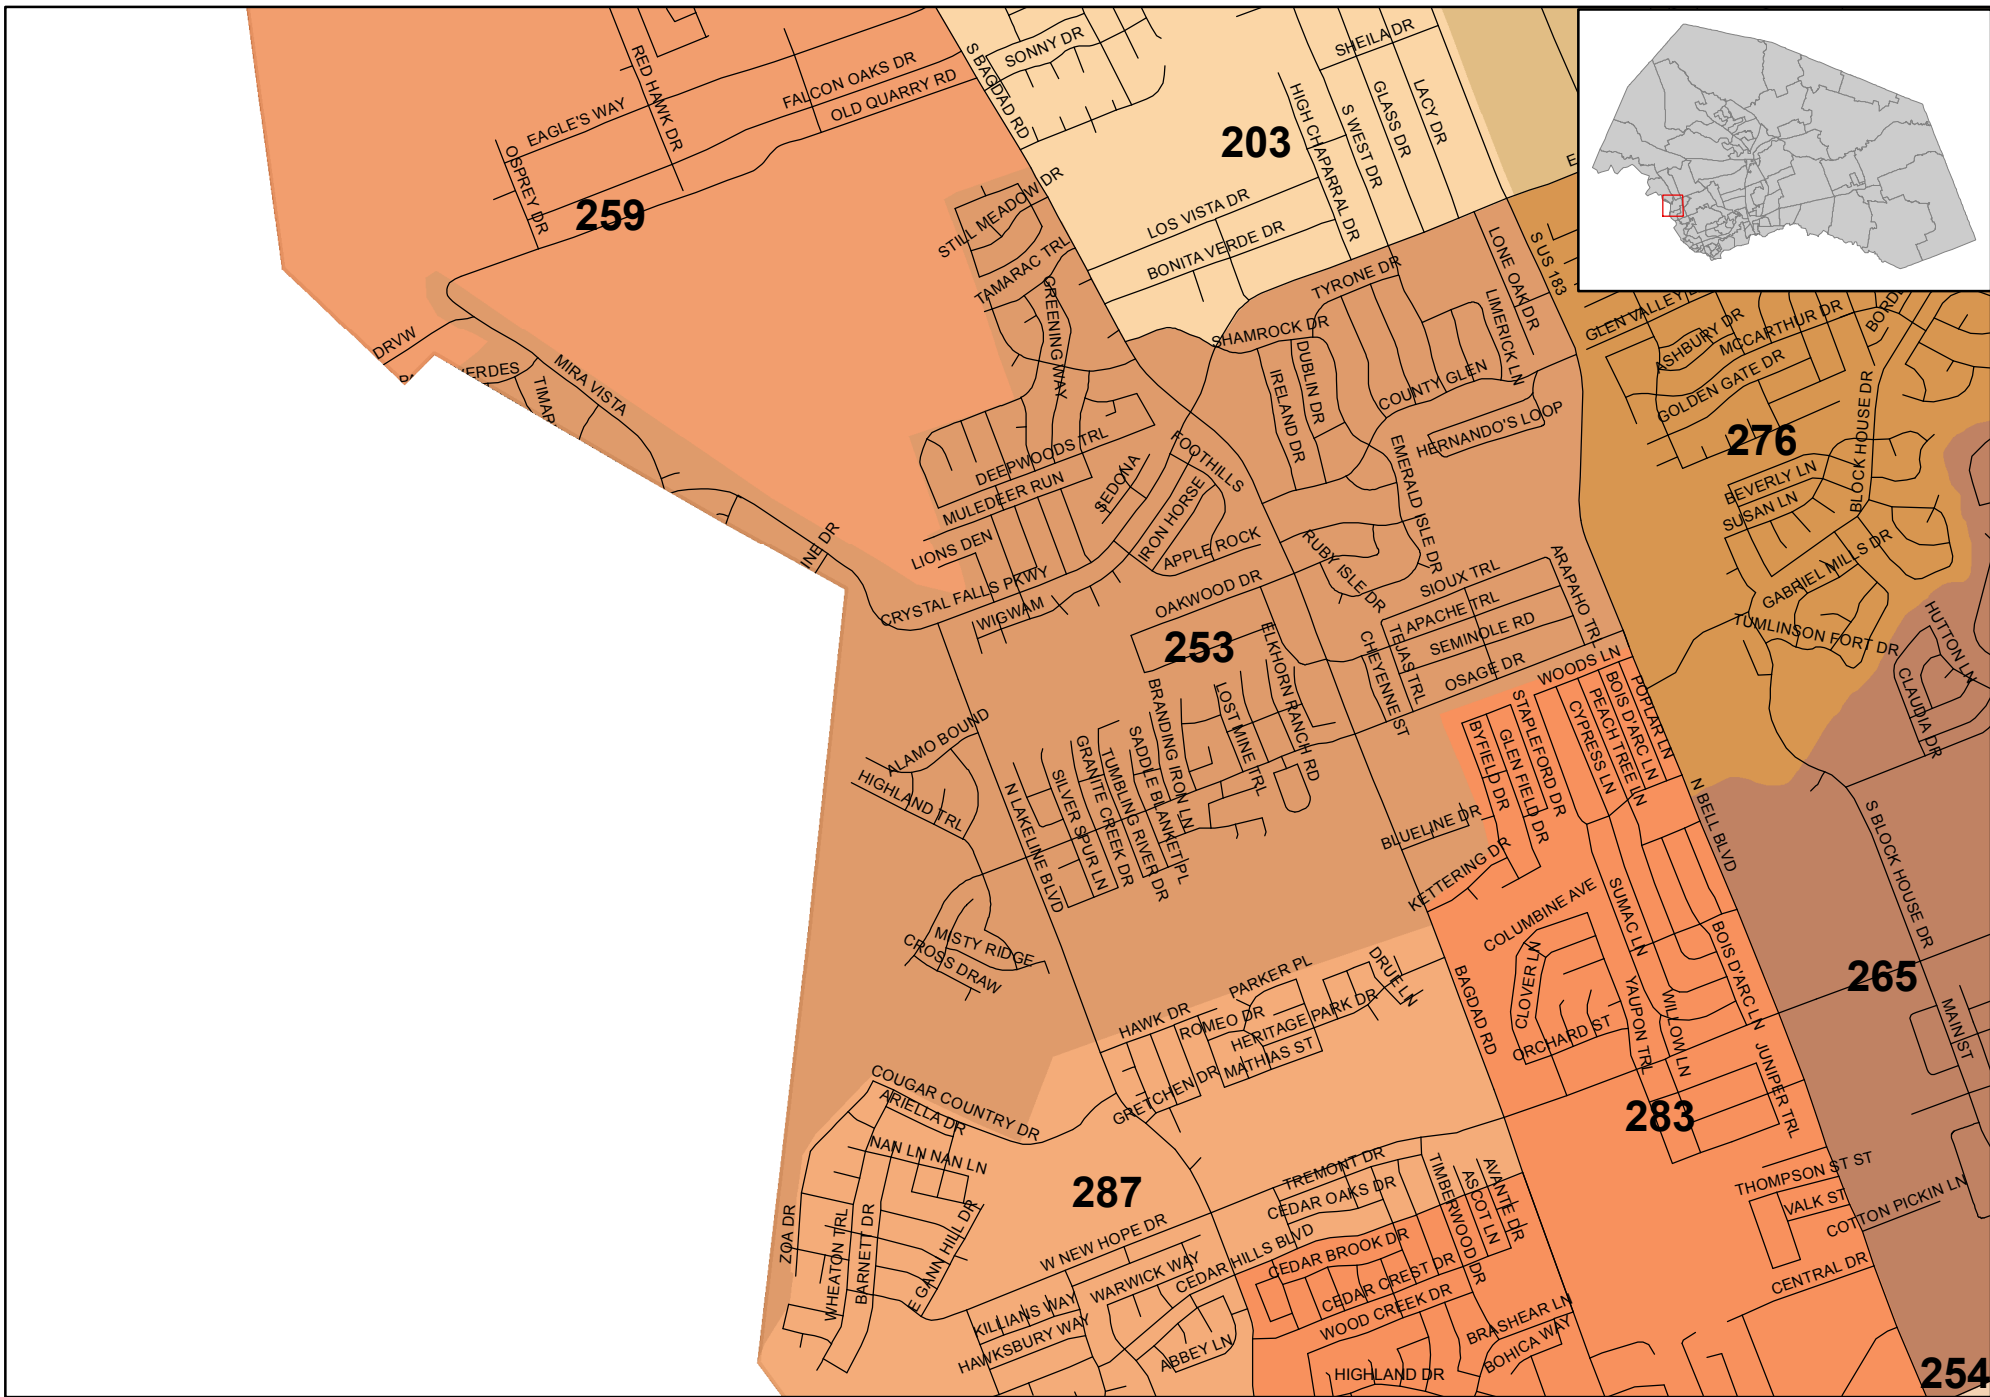 SONNY DR
SHEILA DR
S BAGDAD RD
RED HAWK DR
FALCON OAKS DR
OLD QUARRY RD
EAGLE'S WAY
OSPREY DR
HIGH CHAPARRAL DR
S WEST DR
GLASS DR
LACY DR
203
259
STILL MEADOW DR
TAMARAC TRL
GREENING WAY
LOS VISTA DR
BONITA VERDE DR
TYRONE DR
LONE OAK DR
LIMERICK LN
S US 183
SHAMROCK DR
DUBLIN DR
IRELAND DR
COUNTY GLEN
HERNANDO'S LOOP
EMERALD ISLE DR
GLEN VALLEY
ASHBURY DR
MCARTHUR DR
GOLDEN GATE DR
BLOCK HOUSE DR
276
BEVERLY LN
SUSAN LN
GABRIEL MILLS DR
TUMLINSON FORT DR
HUTTON LN
CLAUDIA DR
DRVW
MIRA VISTA
DEEPWOODS TRL
MULEDEER RUN
LIONS DEN
SEDONA
FOOTHILLS
IRON HORSE
APPLE ROCK
CRYSTAL FALLS PKWY
WIGWAM
OAKWOOD DR
RUBY ISLE DR
SIOUX TRL
APACHE TRL
SEMINOLE RD
OSAGE DR
ARAPAHO TRL
CHEYENNE ST
TEJAS TRL
253
ELKHORN RANCH RD
LOST MINE TRL
BRANDING IRON LN
SADDLE BLANKET PL
TUMBLING RIVER DR
GRANITE CREEK DR
SILVER SPUR LN
N LAKELINE BLVD
ALAMO BOUND
HIGHLAND TRL
WOODS LN
POPLAR LN
BOIS D'ARC LN
PEACH TREE LN
CYPRESS LN
STAPLEFORD DR
GLEN FIELD DR
BYFIELD DR
BLUELINE DR
KETTERING DR
N BELL BLVD
S BLOCK HOUSE DR
MISTY RIDGE
CROSS DRAW
COLUMBINE AVE
SUMAC LN
CLOVER LN
BOIS D'ARC LN
265
MAIN ST
BAGDAD RD
PARKER PL
DRUE LN
HAWK DR
ROMEO DR
HERITAGE PARK DR
MATHIAS ST
GRETCHEN DR
ORCHARD ST
YAUPON TRL
WILLOW LN
JUNIPER TRL
283
COUGAR COUNTRY DR
ARIELLA DR
NAN LN NAN LN
287
ZOA DR
WHEATON TRL
BARNETT DR
E GANN HILL DR
TREMONT DR
CEDAR OAKS DR
TIMBERWOOD DR
ASCOT LN
AVANTE DR
W NEW HOPE DR
CEDAR HILLS BLVD
WARWICK WAY
CEDAR BROOK DR
CEDAR CREST DR
WOOD CREEK DR
KILLIANS WAY
HAWKSBURY WAY
ABBEY LN
BRASHEAR LN
BOHICA WAY
HIGHLAND DR
THOMPSON ST ST
VALK ST
COTTON PICKIN LN
CENTRAL DR
254